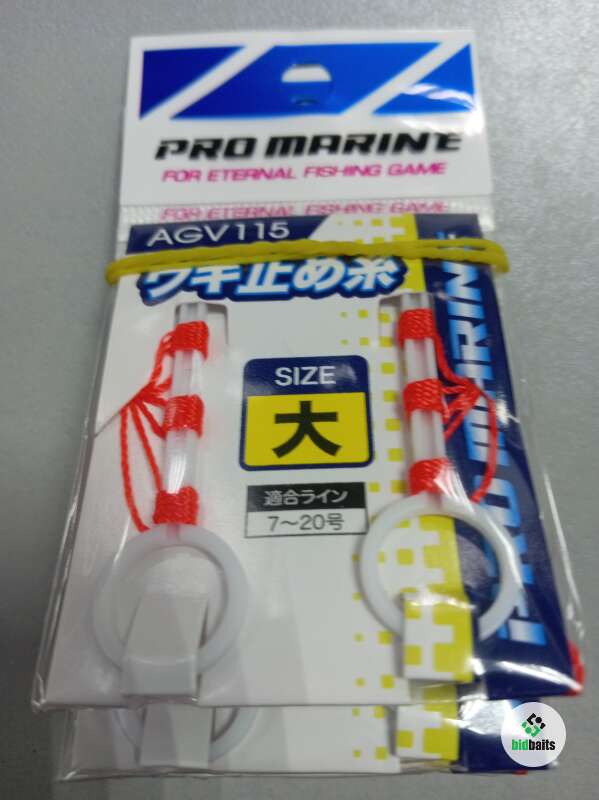 PRO MARINE
FOR ETERNAL FISHING GAME
FOR ETERNAL FISHING GAME
AGV115
ウキ止め糸
SIZE
大
適合ライン
7～20号
PRO MARINE
bidbaits